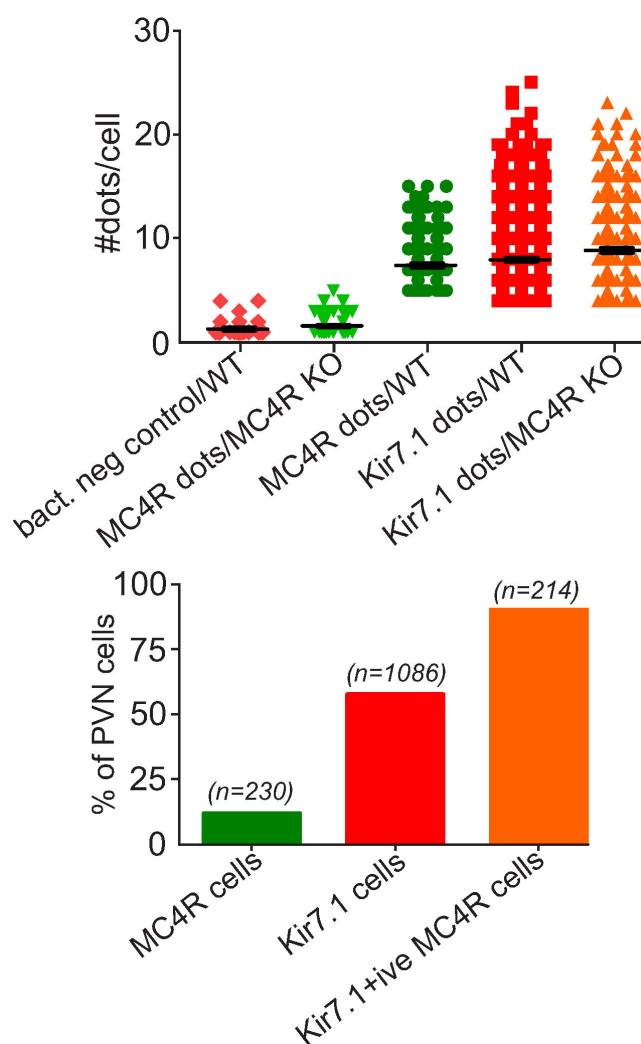 #dots/cell
30
20
10
0
bact. neg control/WT
MC4R dots/MC4R KO
MC4R dots/WT
Kir7.1 dots/WT
Kir7.1 dots/MC4R KO
% of PVN cells
100
75
50
25
0
(n=230)
(n=1086)
(n=214)
MC4R cells
Kir7.1 cells
Kir7.1+ive MC4R cells